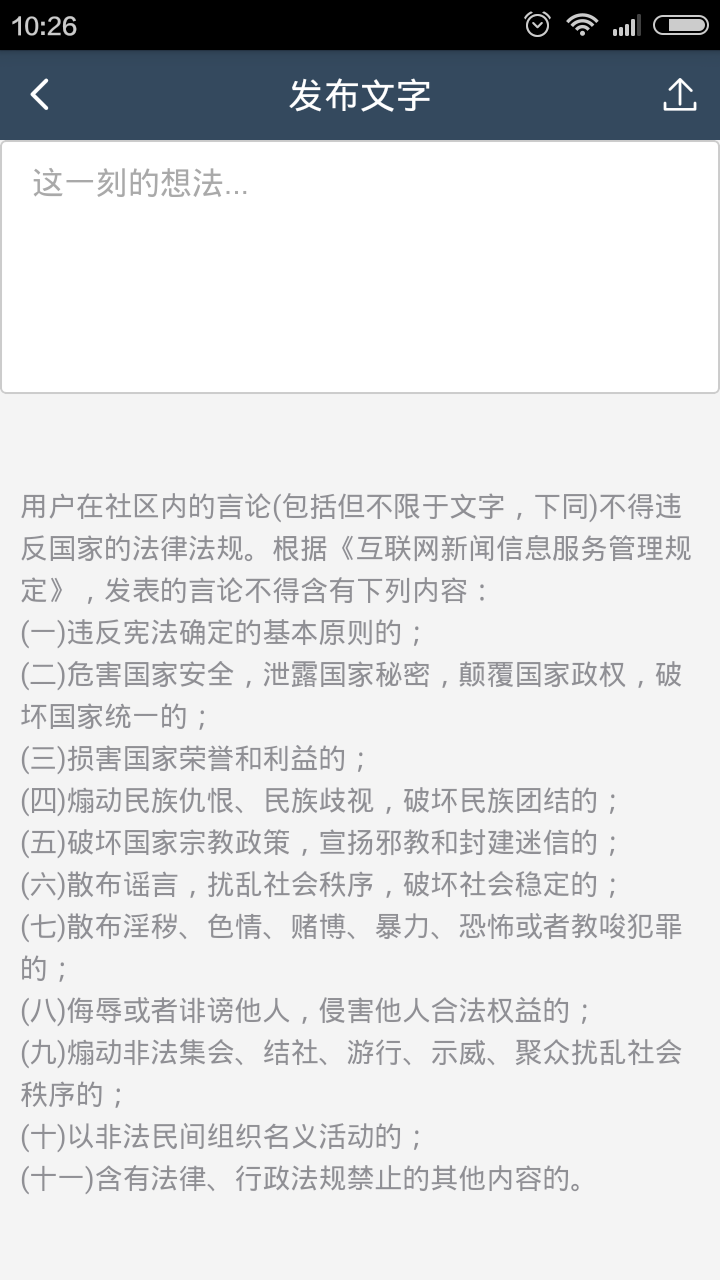 10:26
发布文字
这一刻的想法...
用户在社区内的言论(包括但不限于文字，下同)不得违
反国家的法律法规。根据《互联网新闻信息服务管理规
定》，发表的言论不得含有下列内容：
(一)违反宪法确定的基本原则的；
(二)危害国家安全，泄露国家秘密，颠覆国家政权，破
坏国家统一的；
(三)损害国家荣誉和利益的；
(四)煽动民族仇恨、民族歧视，破坏民族团结的；
(五)破坏国家宗教政策，宣扬邪教和封建迷信的；
(六)散布谣言，扰乱社会秩序，破坏社会稳定的；
(七)散布淫秽、色情、赌博、暴力、恐怖或者教唆犯罪
的；
(八)侮辱或者诽谤他人，侵害他人合法权益的；
(九)煽动非法集会、结社、游行、示威、聚众扰乱社会
秩序的；
(十)以非法民间组织名义活动的；
(十一)含有法律、行政法规禁止的其他内容的。